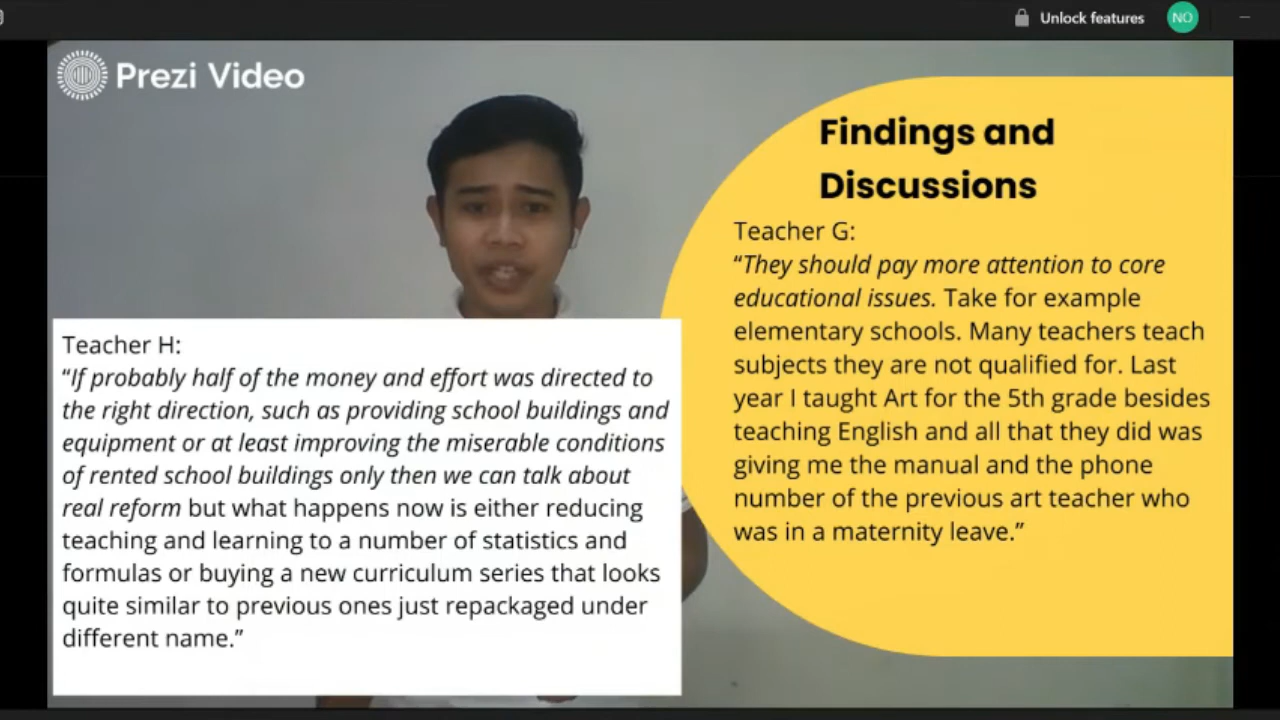 Unlock features
NO
Prezi Video
Findings and
Discussions
Teacher G:
“They should pay more attention to core
educational issues. Take for example
elementary schools. Many teachers teach
subjects they are not qualified for. Last
year I taught Art for the 5th grade besides
teaching English and all that they did was
giving me the manual and the phone
number of the previous art teacher who
was in a maternity leave.”
Teacher H:
“If probably half of the money and effort was directed to
the right direction, such as providing school buildings and
equipment or at least improving the miserable conditions
of rented school buildings only then we can talk about
real reform but what happens now is either reducing
teaching and learning to a number of statistics and
formulas or buying a new curriculum series that looks
quite similar to previous ones just repackaged under
different name.”